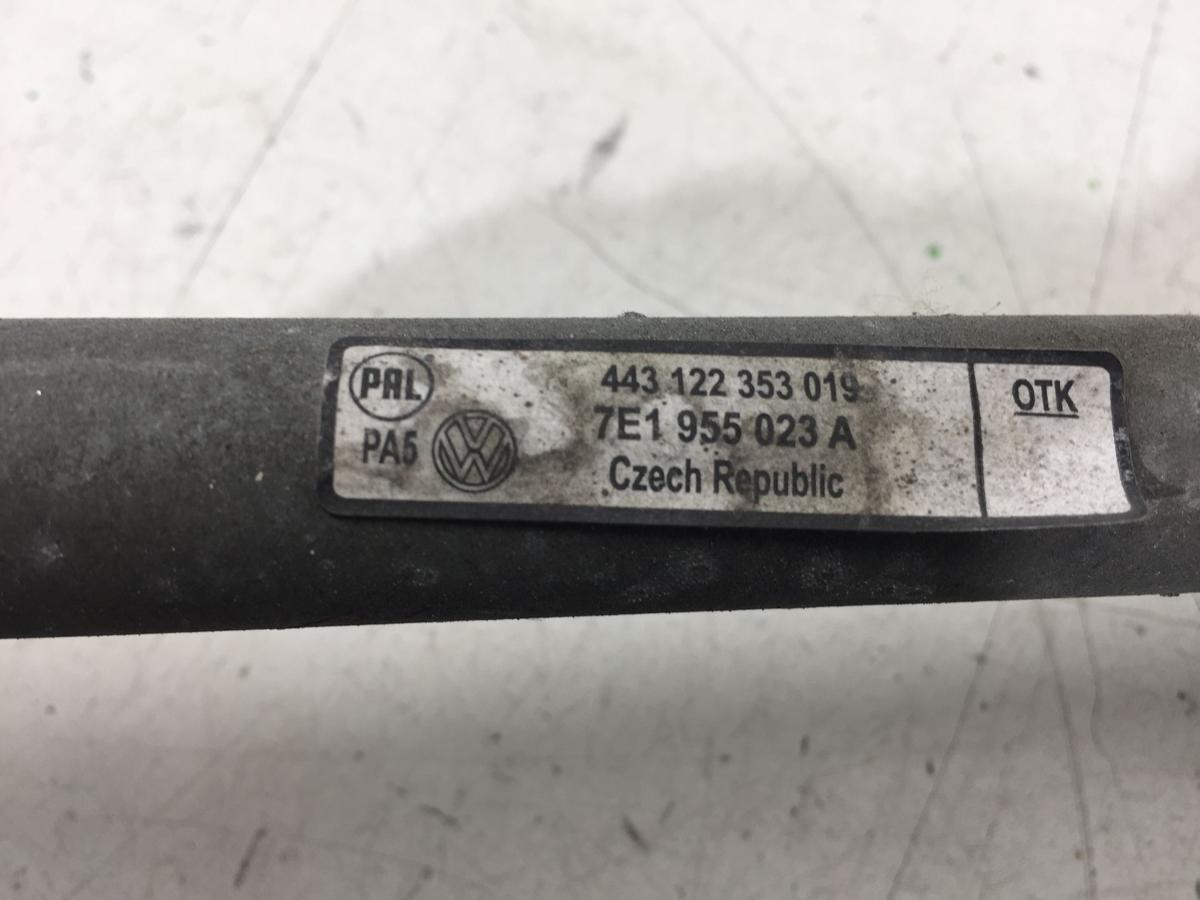 PAL
PA5
443 122 353 019
7E1 955 023 A
Czech Republic
OTK